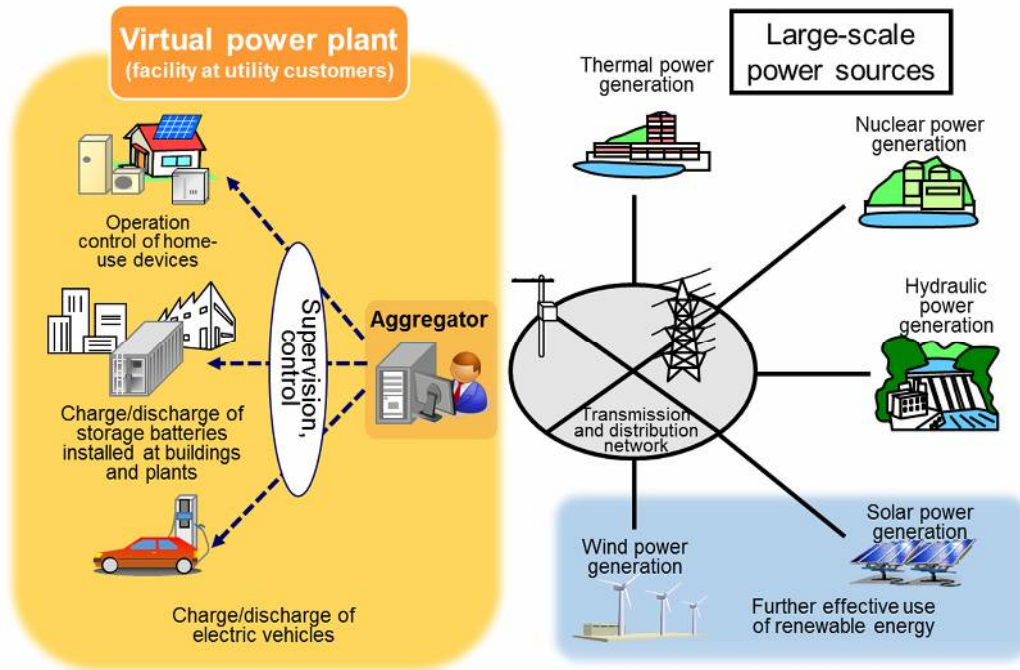 Virtual power plant
(facility at utility customers)
Operation
control of home-
use devices
Charge/discharge of
storage batteries
installed at buildings
and plants
Charge/discharge of
electric vehicles
Supervision,
control
Aggregator
Large-scale
power sources
Thermal power
generation
Nuclear power
generation
Hydraulic
power
generation
Transmission
and distribution
network
Wind power
generation
Solar power
generation
Further effective use
of renewable energy